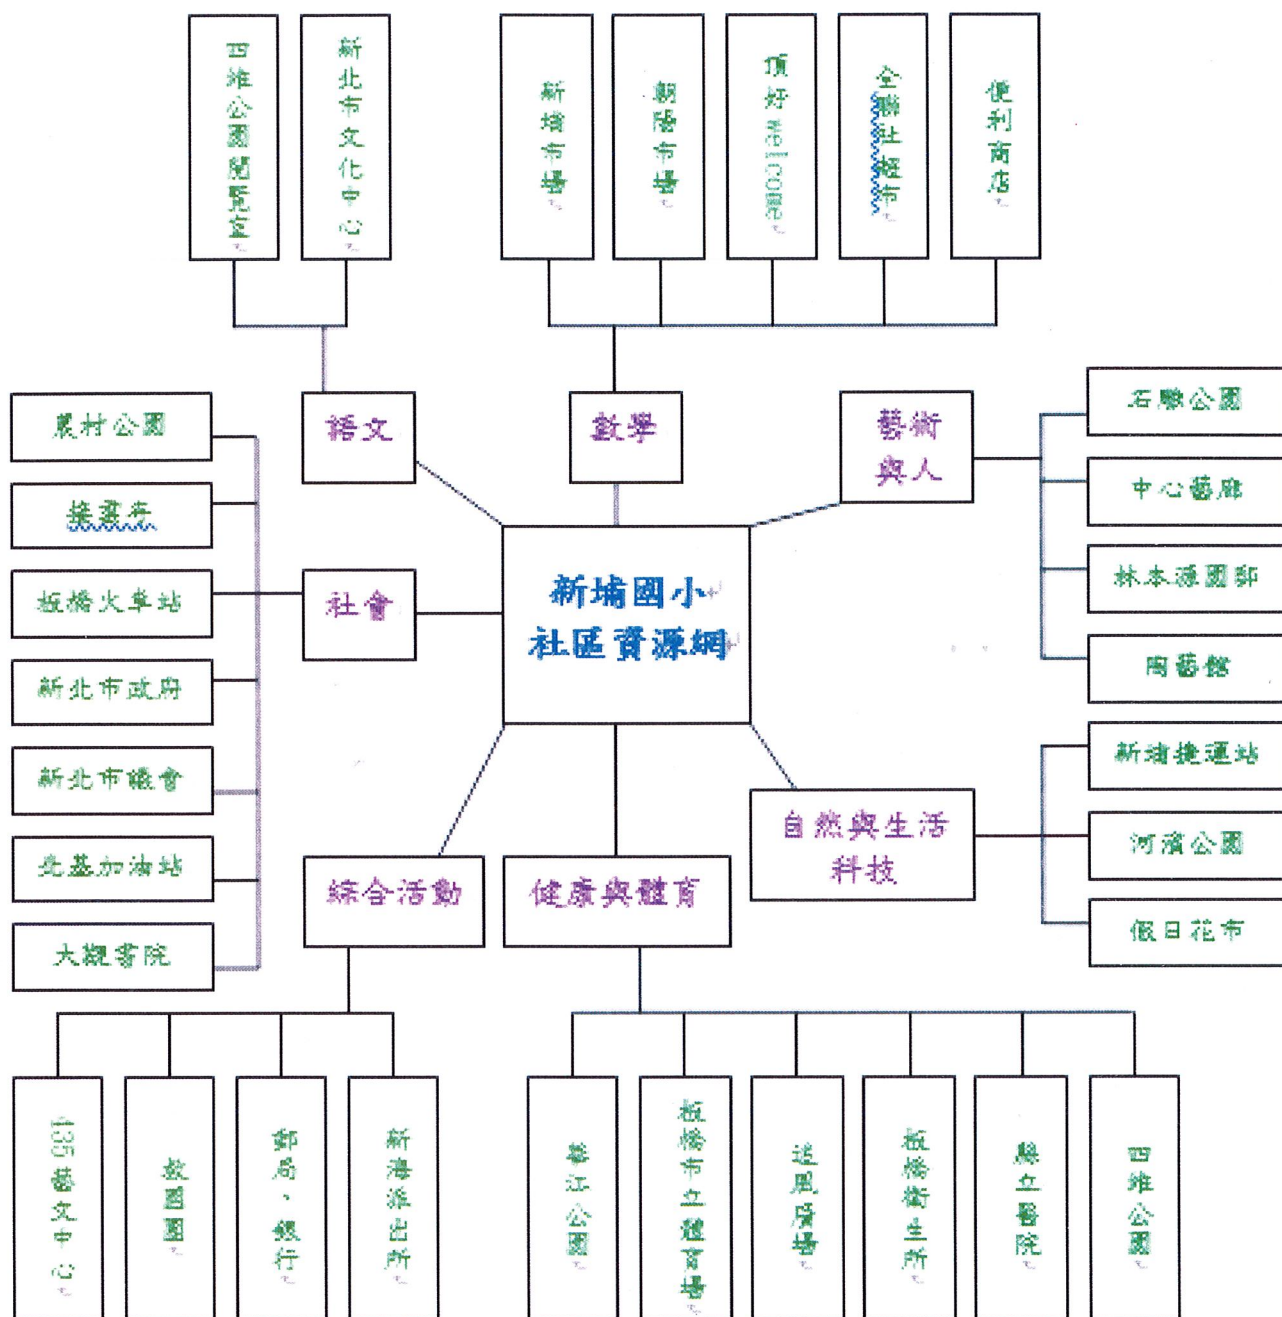 四維公園閱覽室
新北市文化中心
新埔市場
朝陽市場
頂好welcome
全聯社超市
便利商店
語文
數學
藝術
與人
農村公園
接雲寺
板橋火車站
新北市政府
新北市議會
北基加油站
大觀書院
社會
新埔國小
社區資源網
石雕公園
中心藝廊
林本源園邸
陶藝館
新埔捷運站
河濱公園
假日花市
自然與生活
科技
綜合活動
健康與體育
435藝文中心
救國團
郵局、銀行
新海派出所
華江公園
板橋市立體育場
追風廣場
板橋衛生所
縣立醫院
四維公園